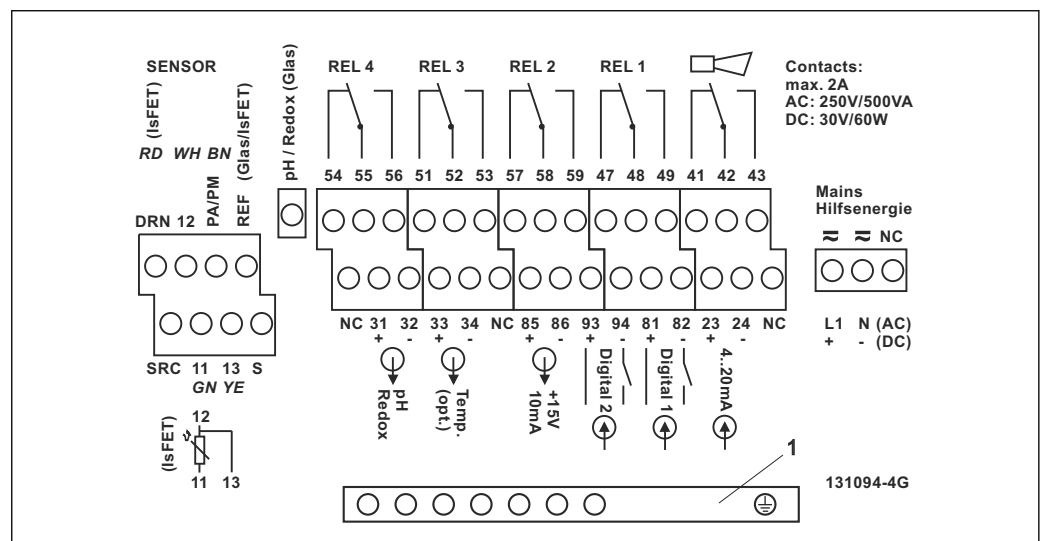 SENSOR
(IsFET)
RD WH BN
PA/PM
REF (Glas/IsFET)
DRN 12
SRC 11 13 S
GN YE
(IsFET)
12
11 13
pH / Redox (Glas)
REL 4 REL 3 REL 2 REL 1
54 55 56 51 52 53 57 58 59 47 48 49 41 42 43
NC 31 32 33 34 NC 85 86 93 94 81 82 23 24 NC
+ - + - + - + - + - + -
pH
Redox
Temp.
(opt.)
+15V
10mA
Digital 2
Digital 1
4..20mA
Contacts:
max. 2A
AC: 250V/500VA
DC: 30V/60W
Mains
Hilfsenergie
≂ ≂ NC
L1 N (AC)
+ - (DC)
1
131094-4G